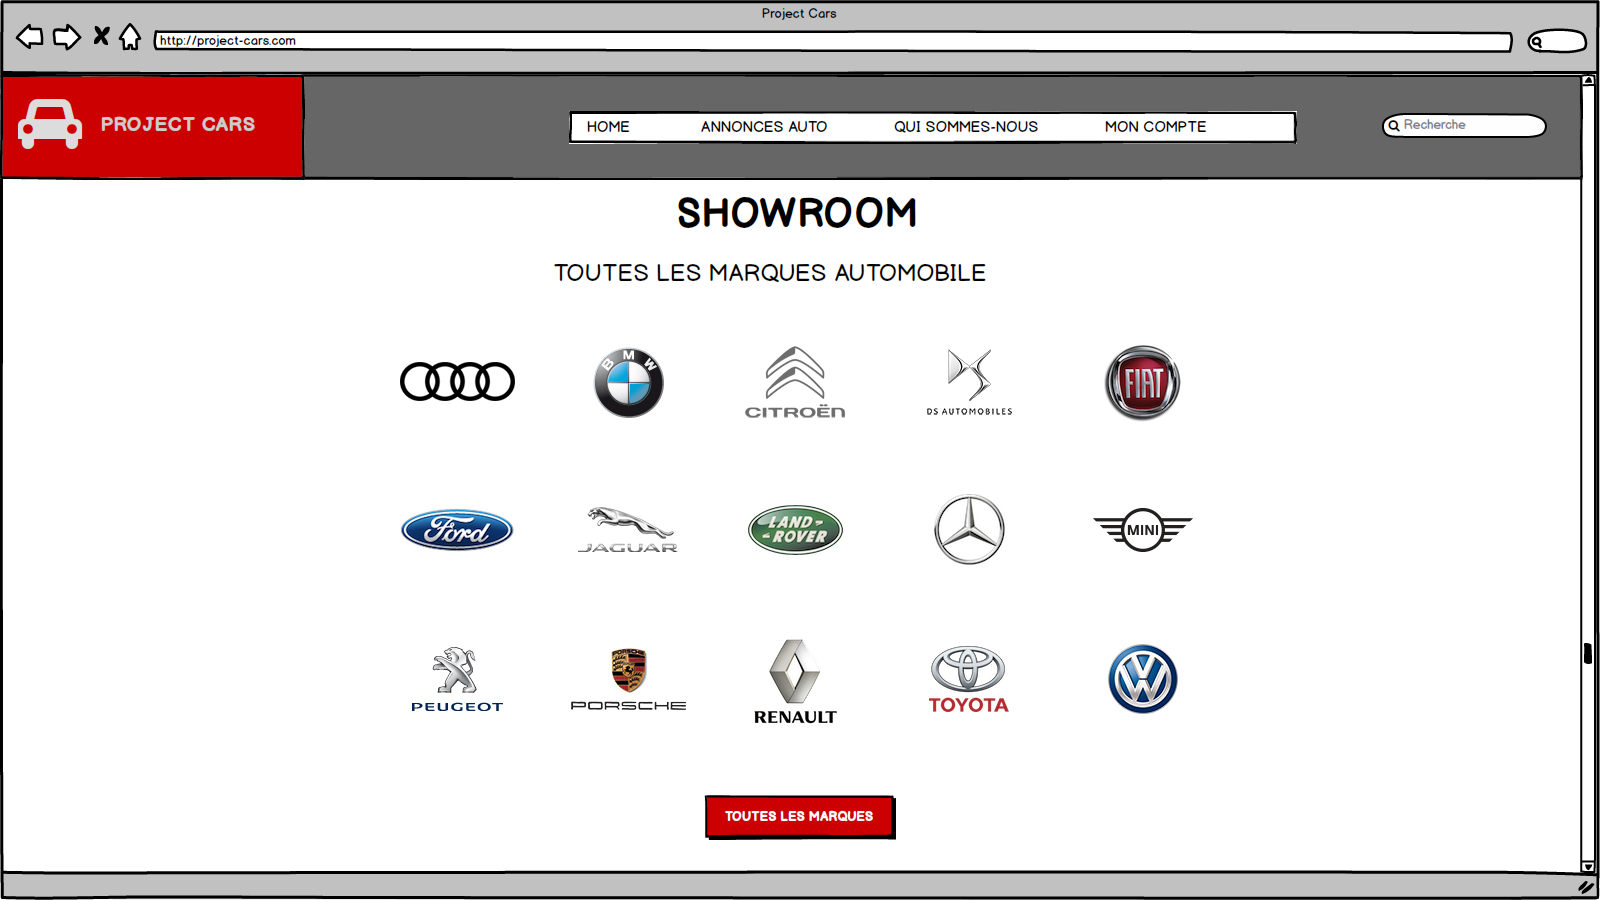 Project Cars
http://project-cars.com
PROJECT CARS
HOME ANNONCES AUTO QUI SOMMES-NOUS MON COMPTE
Recherche
SHOWROOM
TOUTES LES MARQUES AUTOMOBILE
BMW
CITROËN
DS AUTOMOBILES
FIAT
Ford
JAGUAR
LAND-
-ROVER
MINI
PEUGEOT
PORSCHE
PORSCHE
RENAULT
TOYOTA
TOUTES LES MARQUES